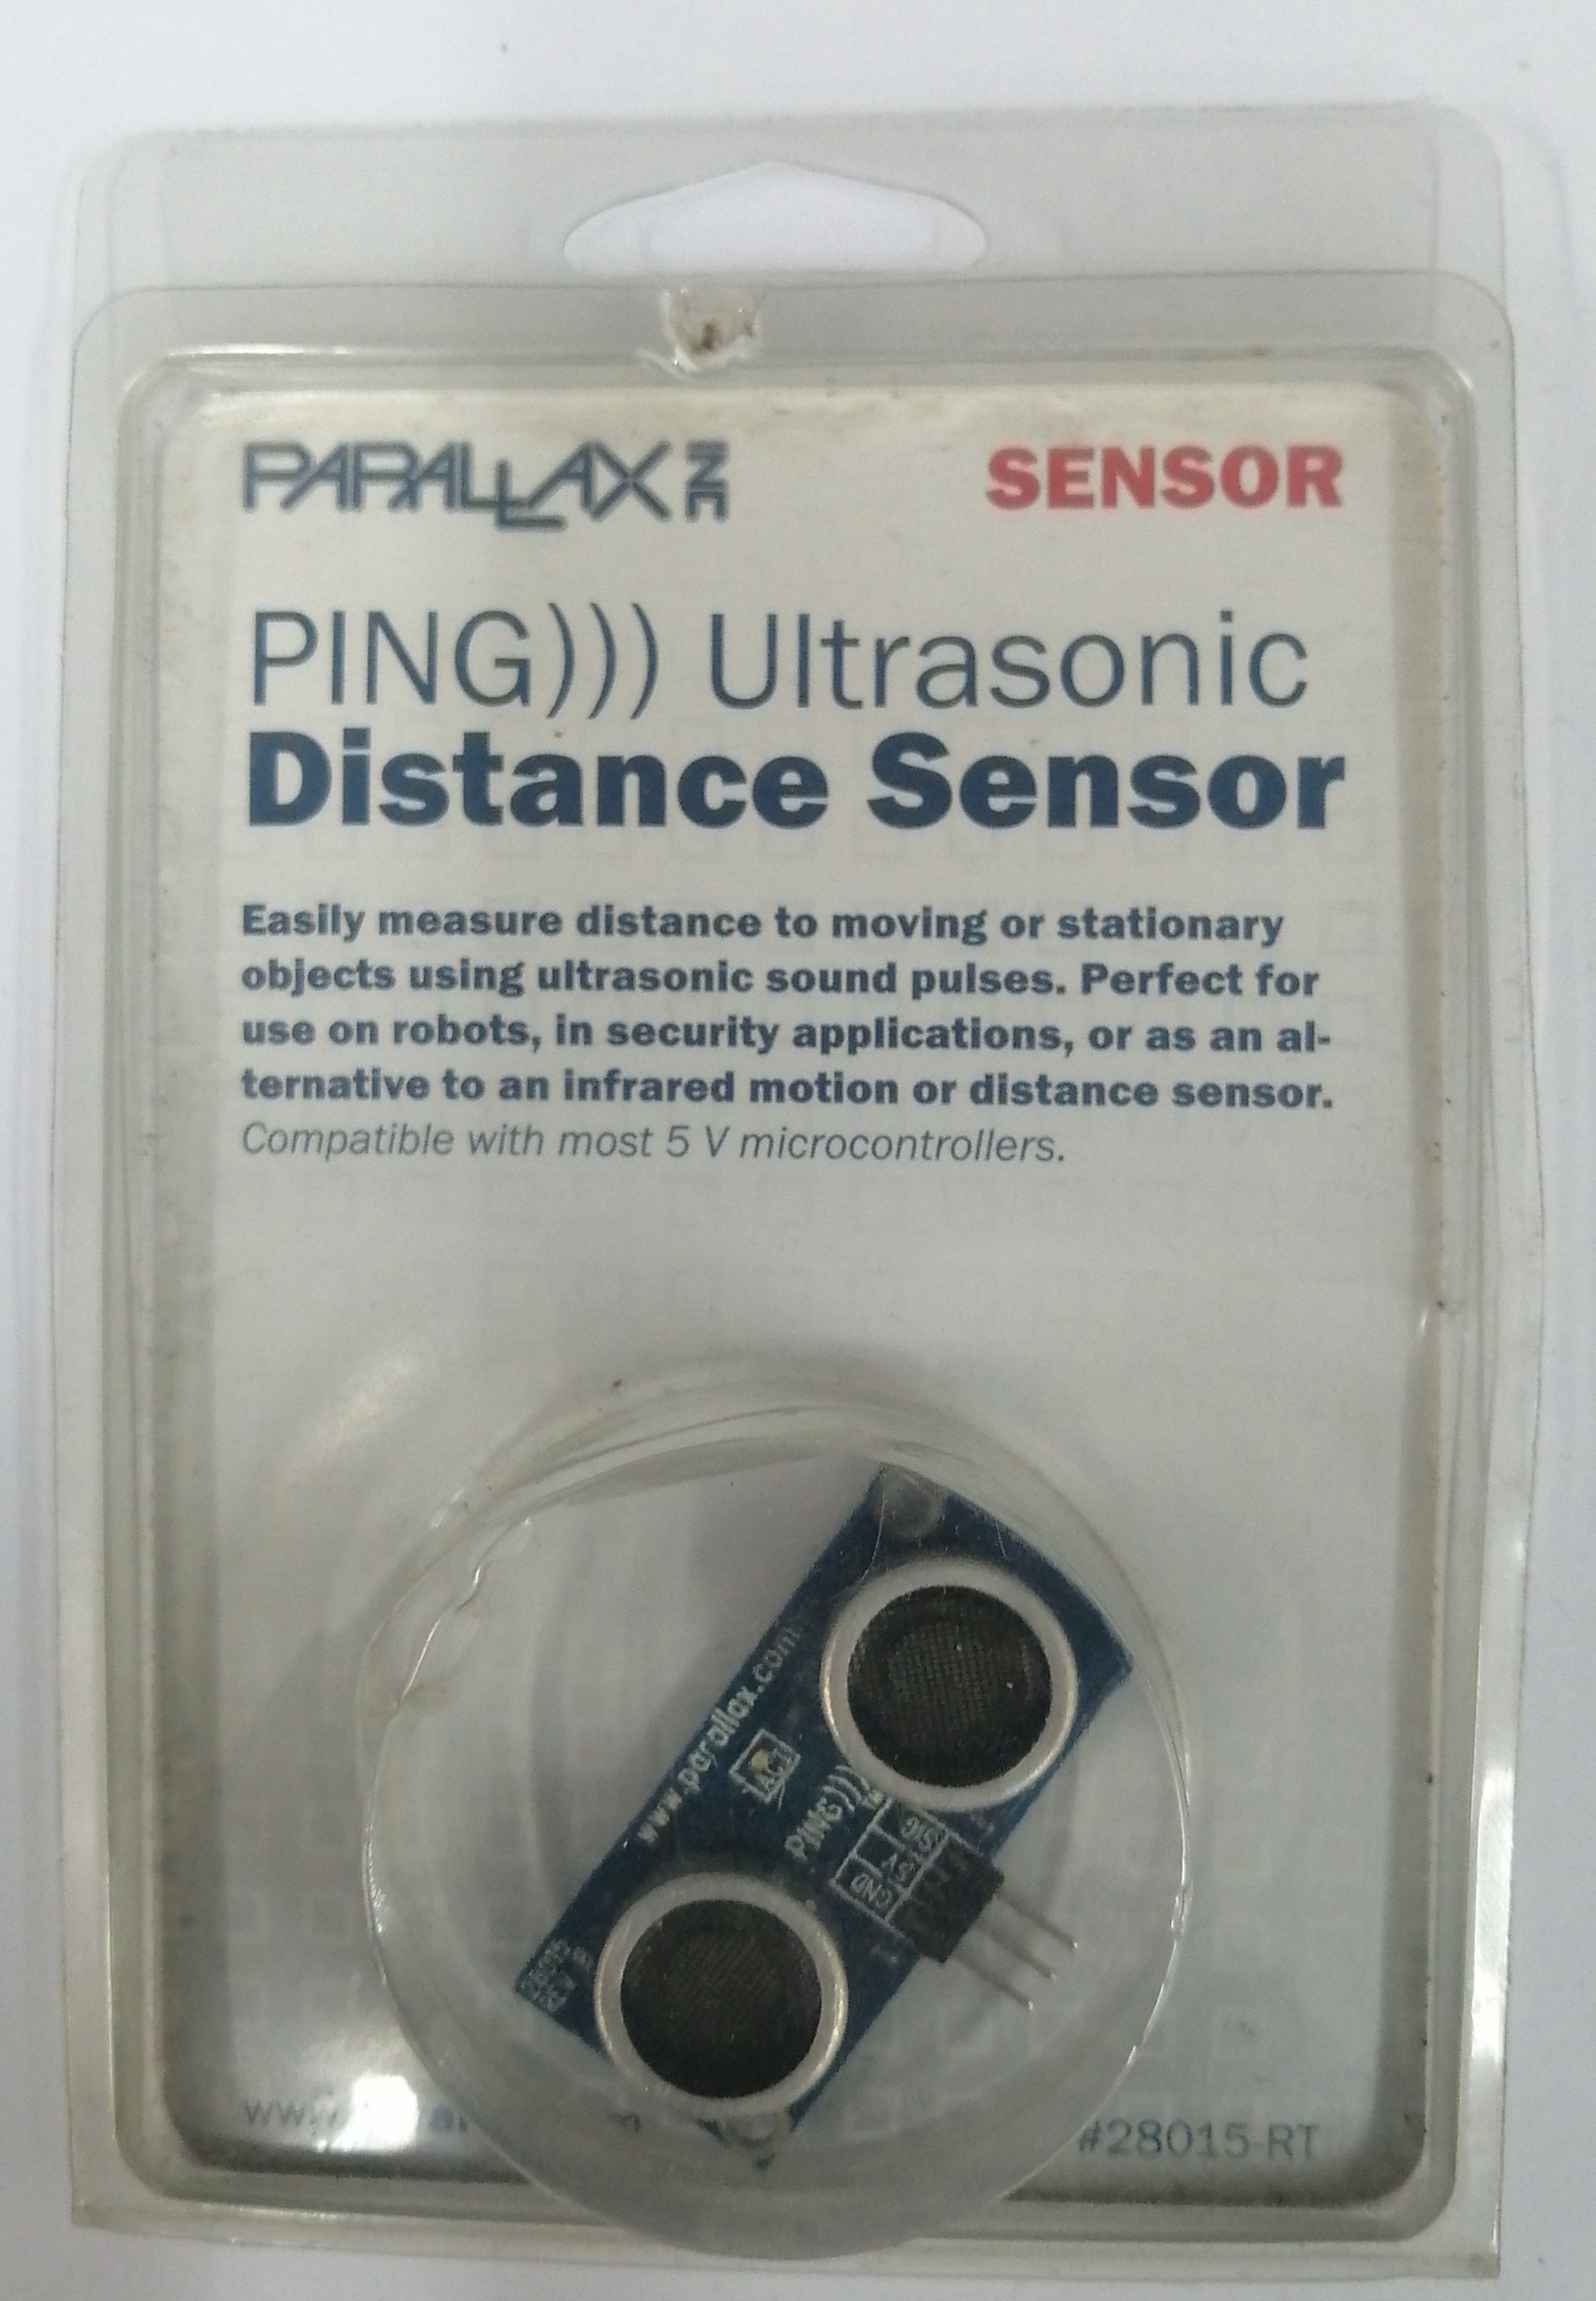 PARALLAX INC
SENSOR
PING))) Ultrasonic
Distance Sensor
Easily measure distance to moving or stationary
objects using ultrasonic sound pulses. Perfect for
use on robots, in security applications, or as an al-
ternative to an infrared motion or distance sensor.
Compatible with most 5 V microcontrollers.
www.parallax.com
ACT
PING)))
SIG
5V
GND
28015
REV B
#28015-RT